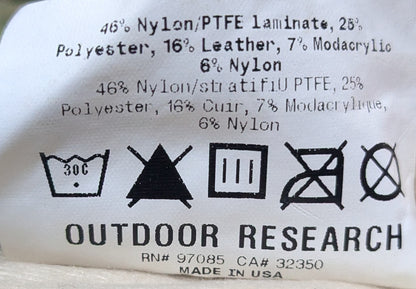 46% Nylon/PTFE laminate, 25%
Polyester, 16% Leather, 7% Modacrylic
6% Nylon
46% Nylon/stratifiU PTFE, 25%
Polyester, 16% Cuir, 7% Modacrylique,
6% Nylon
30C
OUTDOOR RESEARCH
RN# 97085 CA# 32350
MADE IN USA